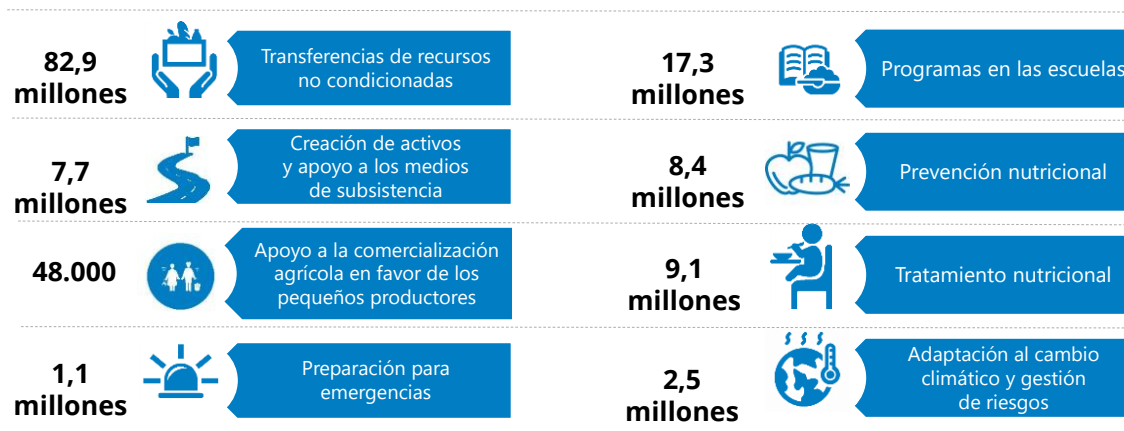 82,9
millones
Transferencias de recursos
no condicionadas
17,3
millones
Programas en las escuelas
7,7
millones
Creación de activos
y apoyo a los medios
de subsistencia
8,4
millones
Prevención nutricional
48.000
Apoyo a la comercialización
agrícola en favor de los
pequeños productores
9,1
millones
Tratamiento nutricional
1,1
millones
Preparación para
emergencias
2,5
millones
Adaptación al cambio
climático y gestión
de riesgos